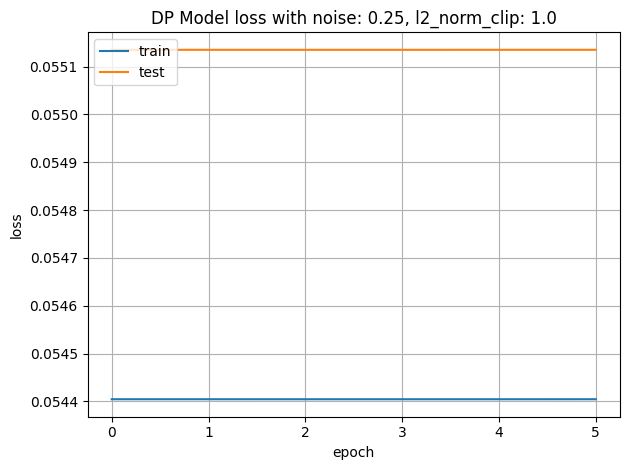 DP Model loss with noise: 0.25, l2_norm_clip: 1.0
train
test
0.0551
0.0550
0.0549
0.0548
0.0547
0.0546
0.0545
0.0544
loss
0 1 2 3 4 5
epoch